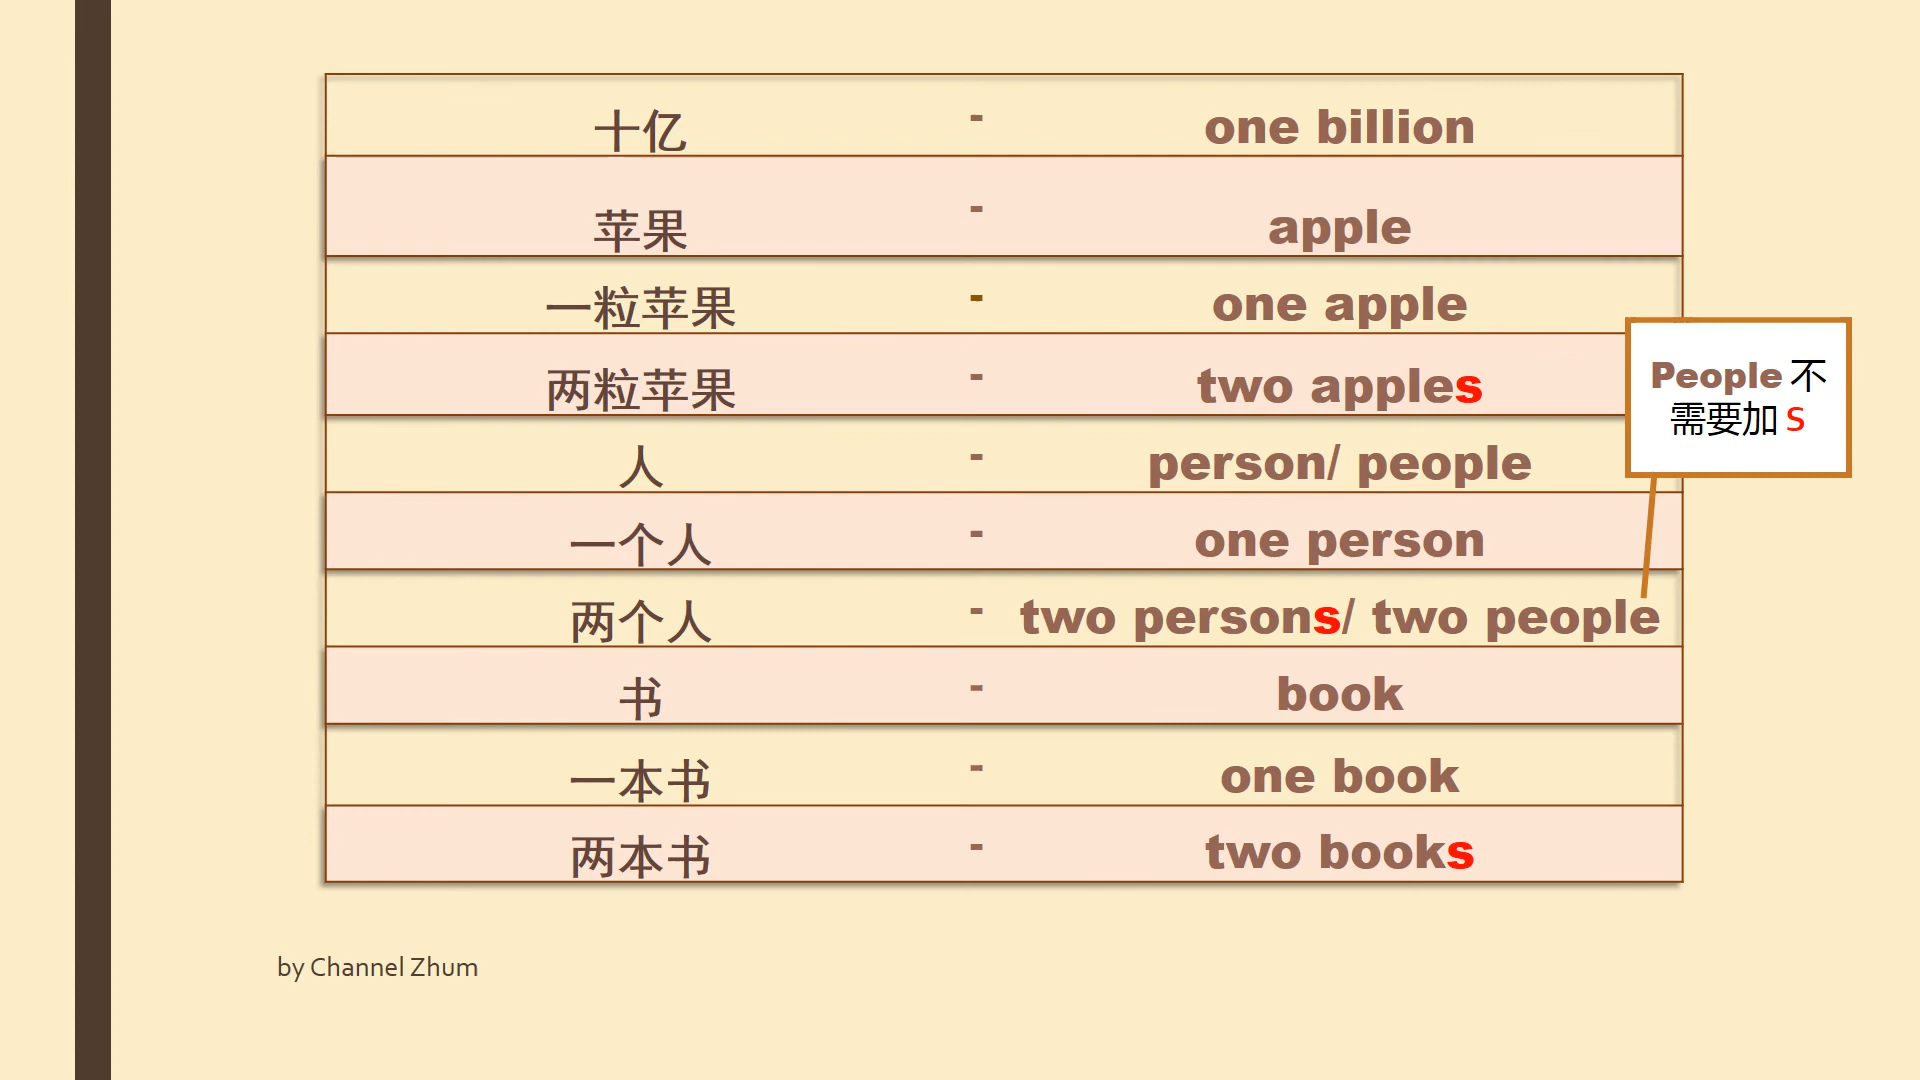 十亿 - one billion
苹果 - apple
一粒苹果 - one apple
两粒苹果 - two apples
People 不
需要加 s
人 - person/ people
一个人 - one person
两个人 - two persons/ two people
书 - book
一本书 - one book
两本书 - two books
by Channel Zhum